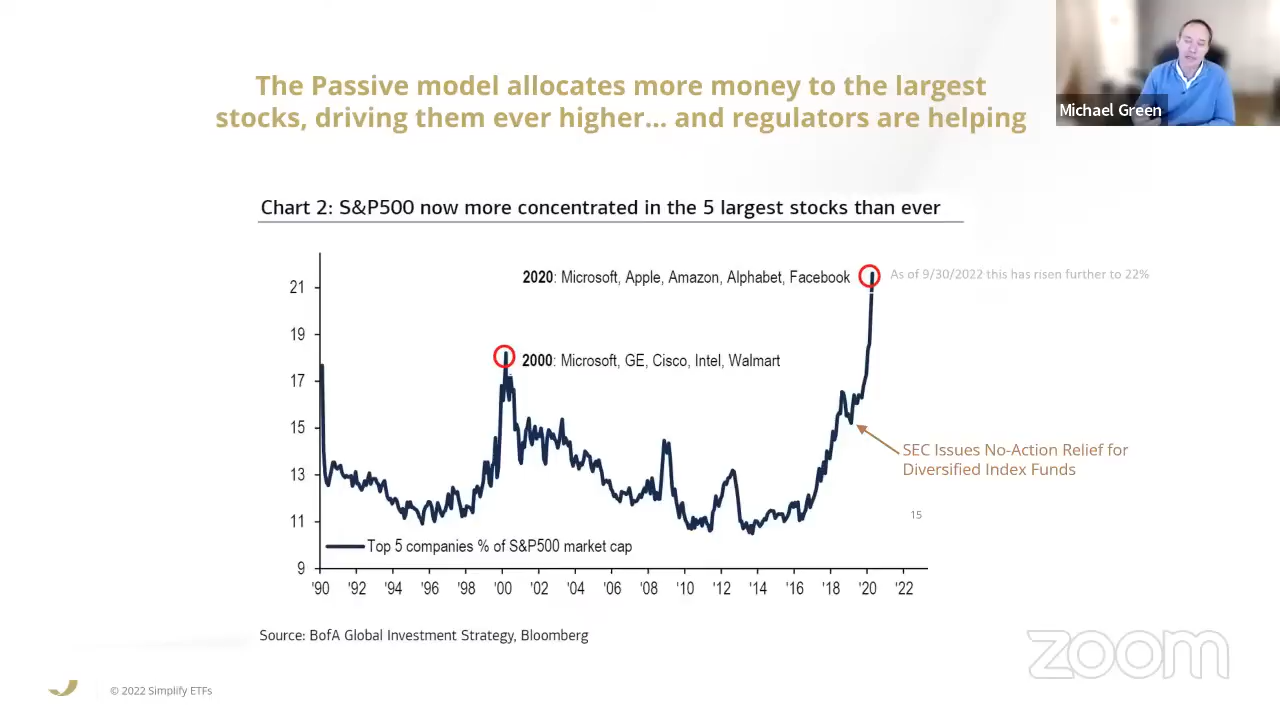 The Passive model allocates more money to the largest
stocks, driving them ever higher... and regulators are helping
Michael Green
Chart 2: S&P500 now more concentrated in the 5 largest stocks than ever
2020: Microsoft, Apple, Amazon, Alphabet, Facebook
As of 9/30/2022 this has risen further to 22%
2000: Microsoft, GE, Cisco, Intel, Walmart
SEC Issues No-Action Relief for
Diversified Index Funds
15
21
19
17
15
13
11
9
Top 5 companies % of S&P500 market cap
'90 '92 '94 '96 '98 '00 '02 '04 '06 '08 '10 '12 '14 '16 '18 '20 '22
Source: BofA Global Investment Strategy, Bloomberg
zoom
© 2022 Simplify ETFs